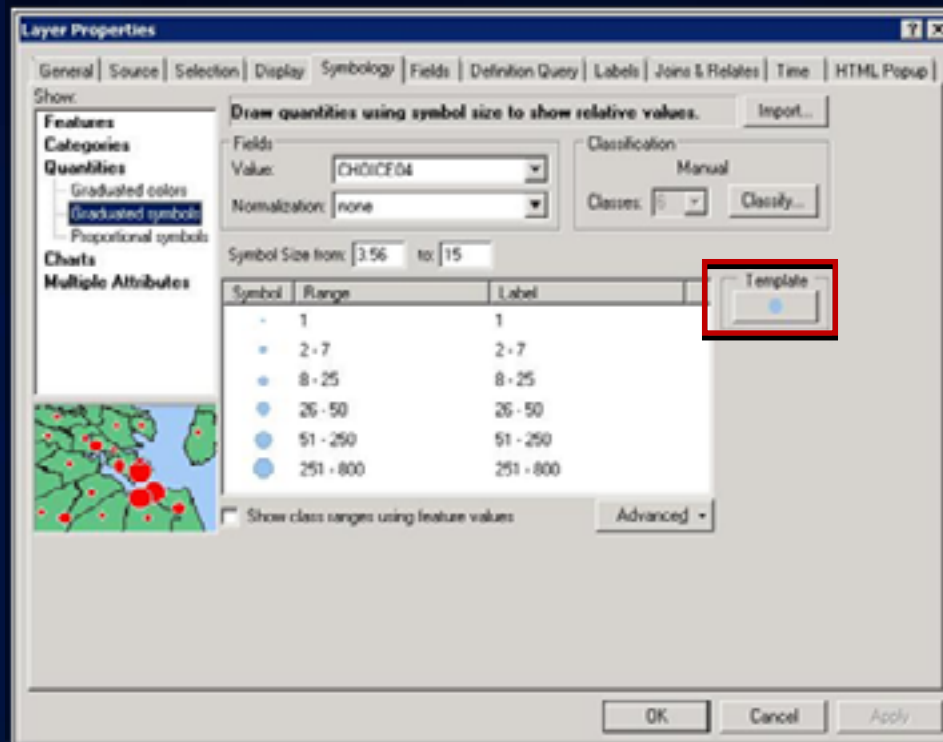 Layer Properties
General Source Selection Display Symbology Fields Definition Query Labels Joins & Relates Time HTML Popup
Show:
Features
Categories
Quantities
Graduated colors
Graduated symbols
Proportional symbols
Charts
Multiple Attributes
Draw quantities using symbol size to show relative values.
Import...
Fields
Value: CHOICE04
Normalization: none
Classification
Manual
Classes: 6 Classify...
Symbol Size from: 3.56 to: 15
Symbol Range Label
1 1
2 - 7 2 - 7
8 - 25 8 - 25
26 - 50 26 - 50
51 - 250 51 - 250
251 - 800 251 - 800
Template
Show class ranges using feature values
Advanced
OK Cancel Apply